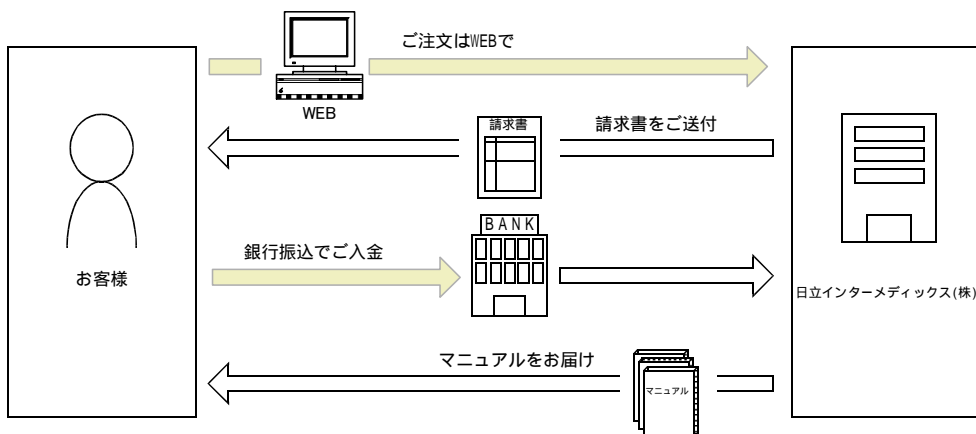 ご注文はWEBで
WEB
請求書
請求書をご送付
BANK
銀行振込でご入金
お客様
日立インターメディックス(株)
マニュアルをお届け
マニュアル